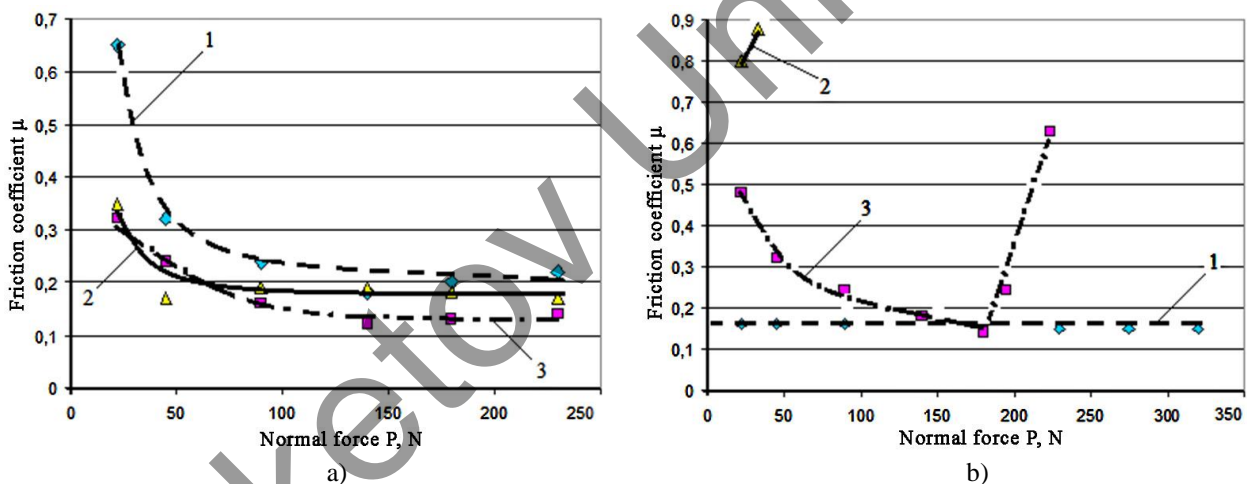 0,7
0,6
0,5
0,4
0,3
0,2
0,1
0
0 50 100 150 200 250
Friction coefficient μ
Normal force P, N
1
2
3
a)
0,9
0,8
0,7
0,6
0,5
0,4
0,3
0,2
0,1
0
0 50 100 150 200 250 300 350
Friction coefficient μ
Normal force P, N
2
3
1
b)
ketov Uni